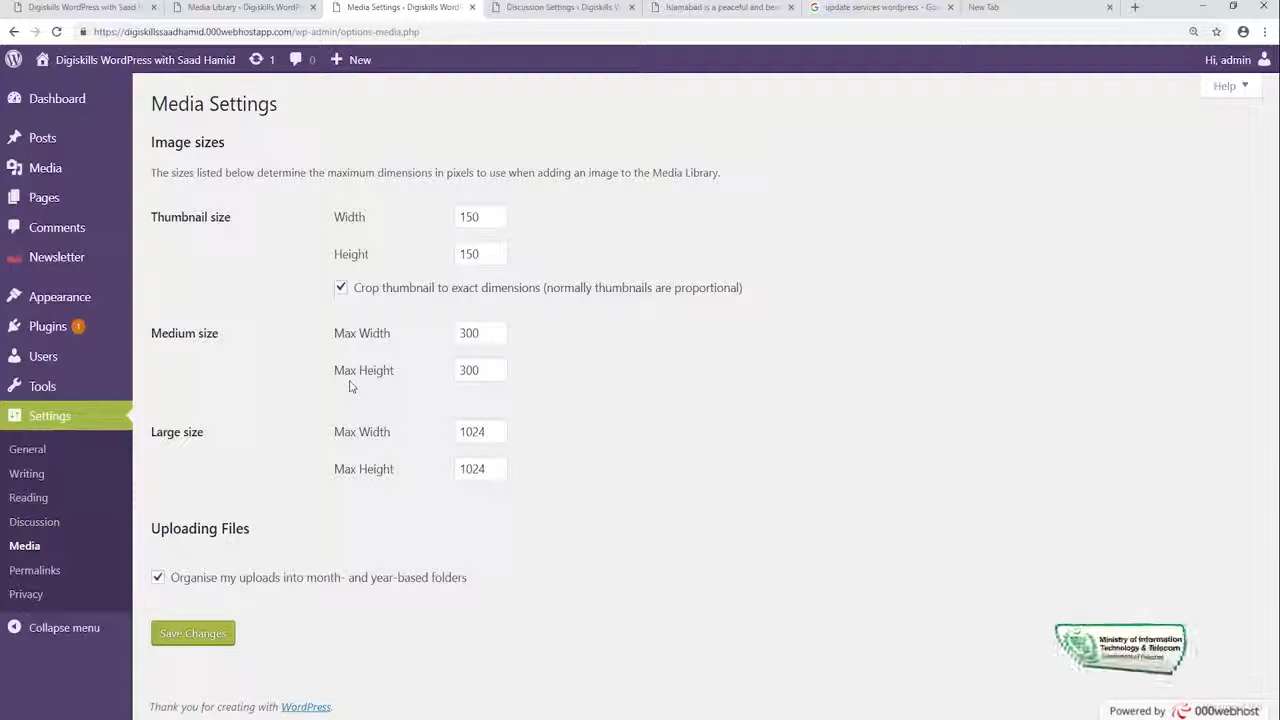 Digiskills WordPress with Saad
Media Library ‹ Digiskills WordP
Media Settings ‹ Digiskills WordP
Discussion Settings ‹ Digiskills W
Islamabad is a peaceful and bea
update services wordpress - Goo
New Tab
https://digiskillssaadhamid.000webhostapp.com/wp-admin/options-media.php
Digiskills WordPress with Saad Hamid
1
0
New
Hi, admin
Help
Dashboard
Posts
Media
Pages
Comments
Newsletter
Appearance
Plugins 1
Users
Tools
Settings
General
Writing
Reading
Discussion
Media
Permalinks
Privacy
Collapse menu
Media Settings
Image sizes
The sizes listed below determine the maximum dimensions in pixels to use when adding an image to the Media Library.
Thumbnail size
Width 150
Height 150
Crop thumbnail to exact dimensions (normally thumbnails are proportional)
Medium size
Max Width 300
Max Height 300
Large size
Max Width 1024
Max Height 1024
Uploading Files
Organise my uploads into month- and year-based folders
Save Changes
Ministry of Information
Technology & Telecom
Thank you for creating with WordPress.
Powered by 000webhost